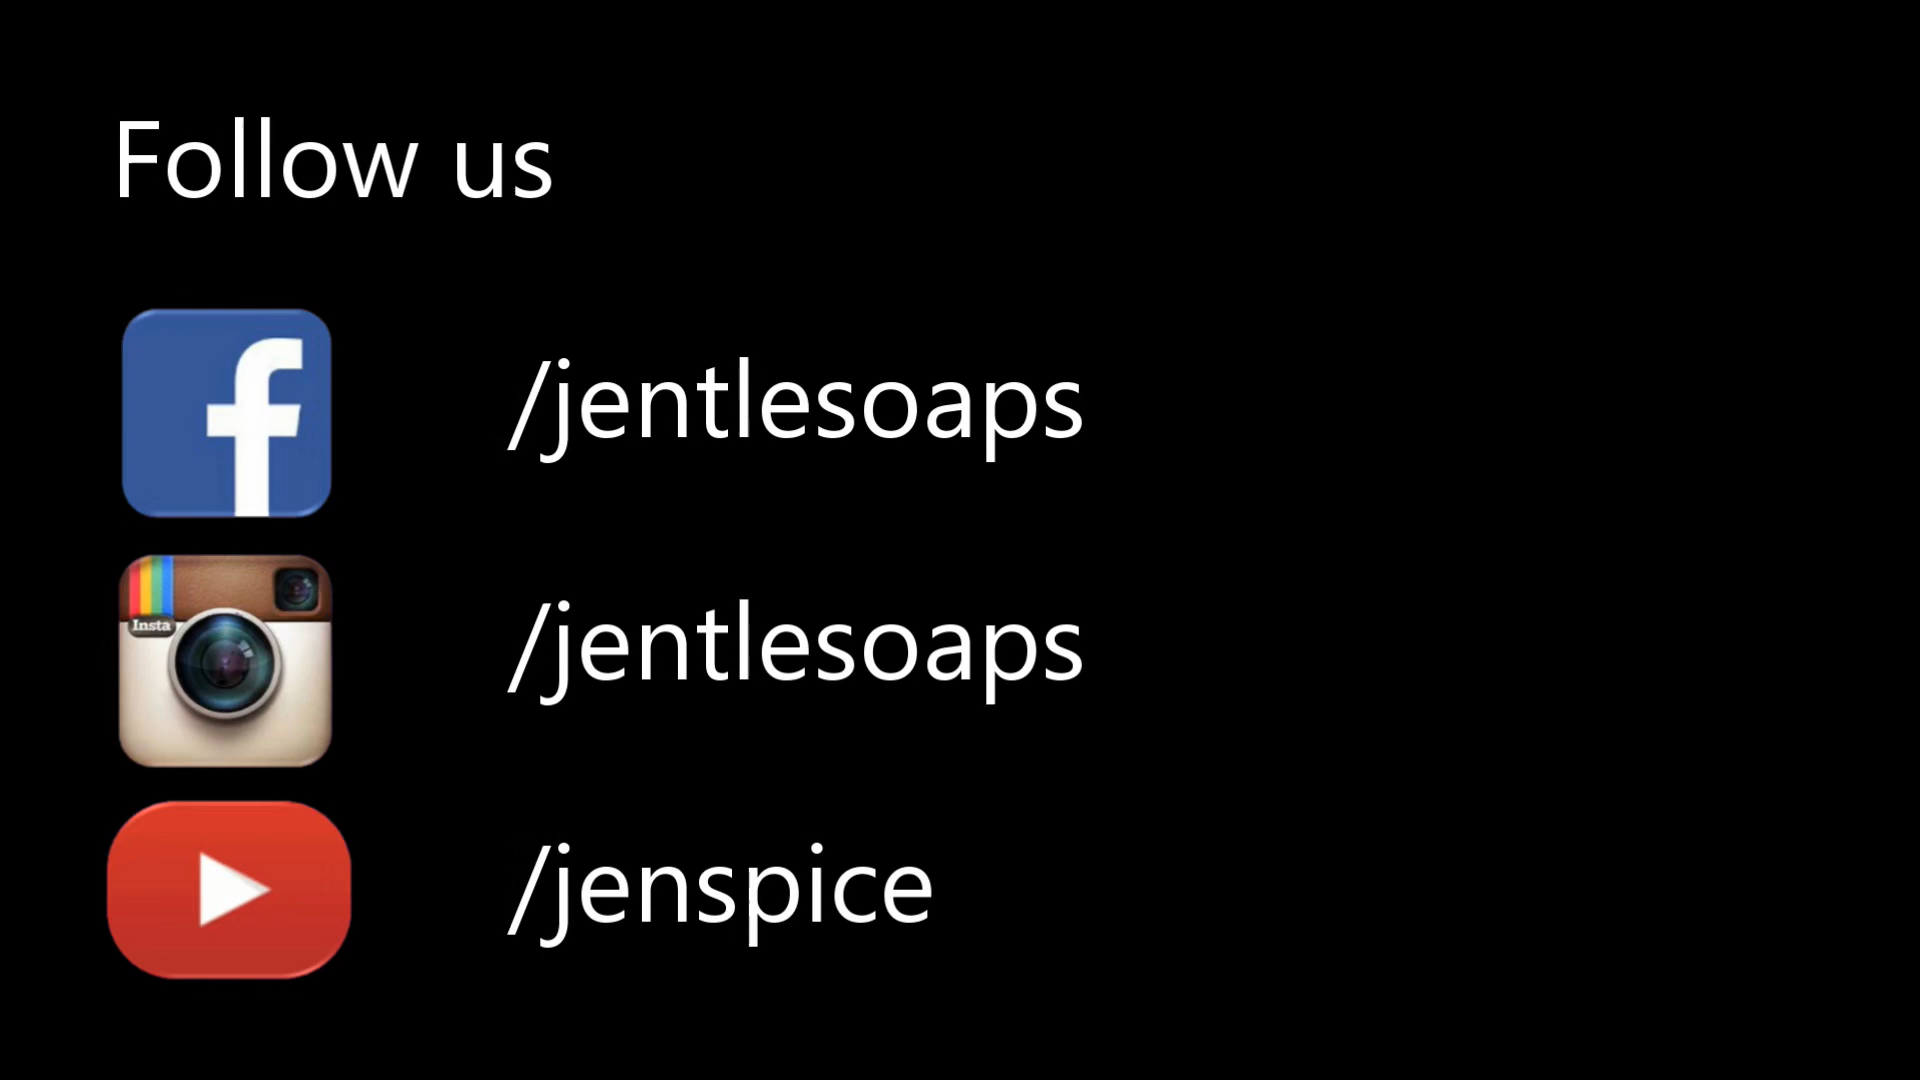 Follow us
/jentlesoaps
Insta
/jentlesoaps
/jenspice